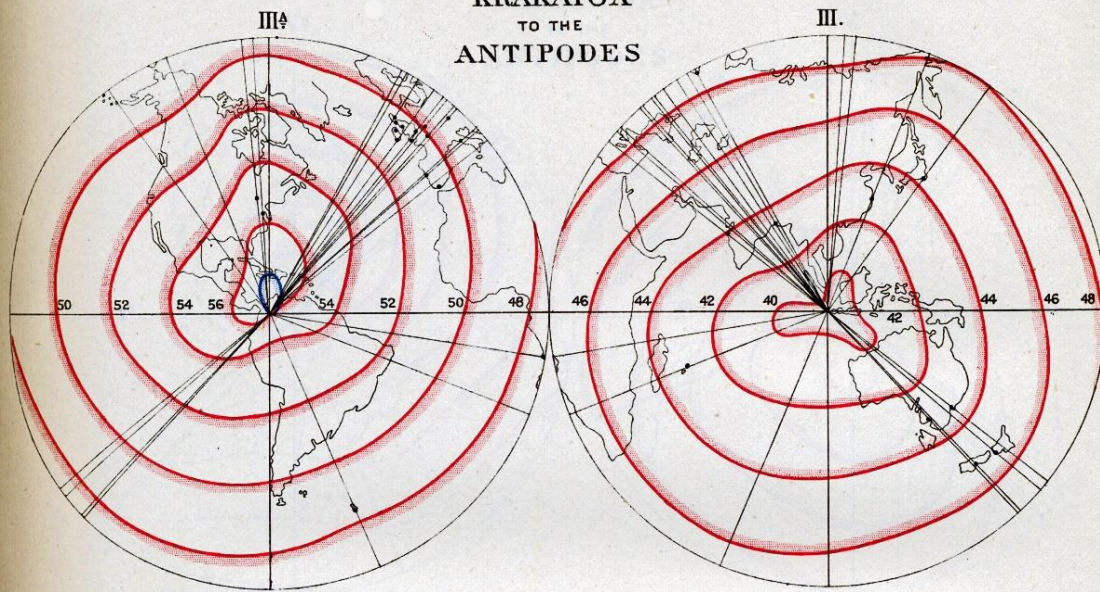 KRAKATOA
TO THE
ANTIPODES
IIIA
III.
50 52 54 56 54 52 50 48
46 44 42 40 42 44 46 48